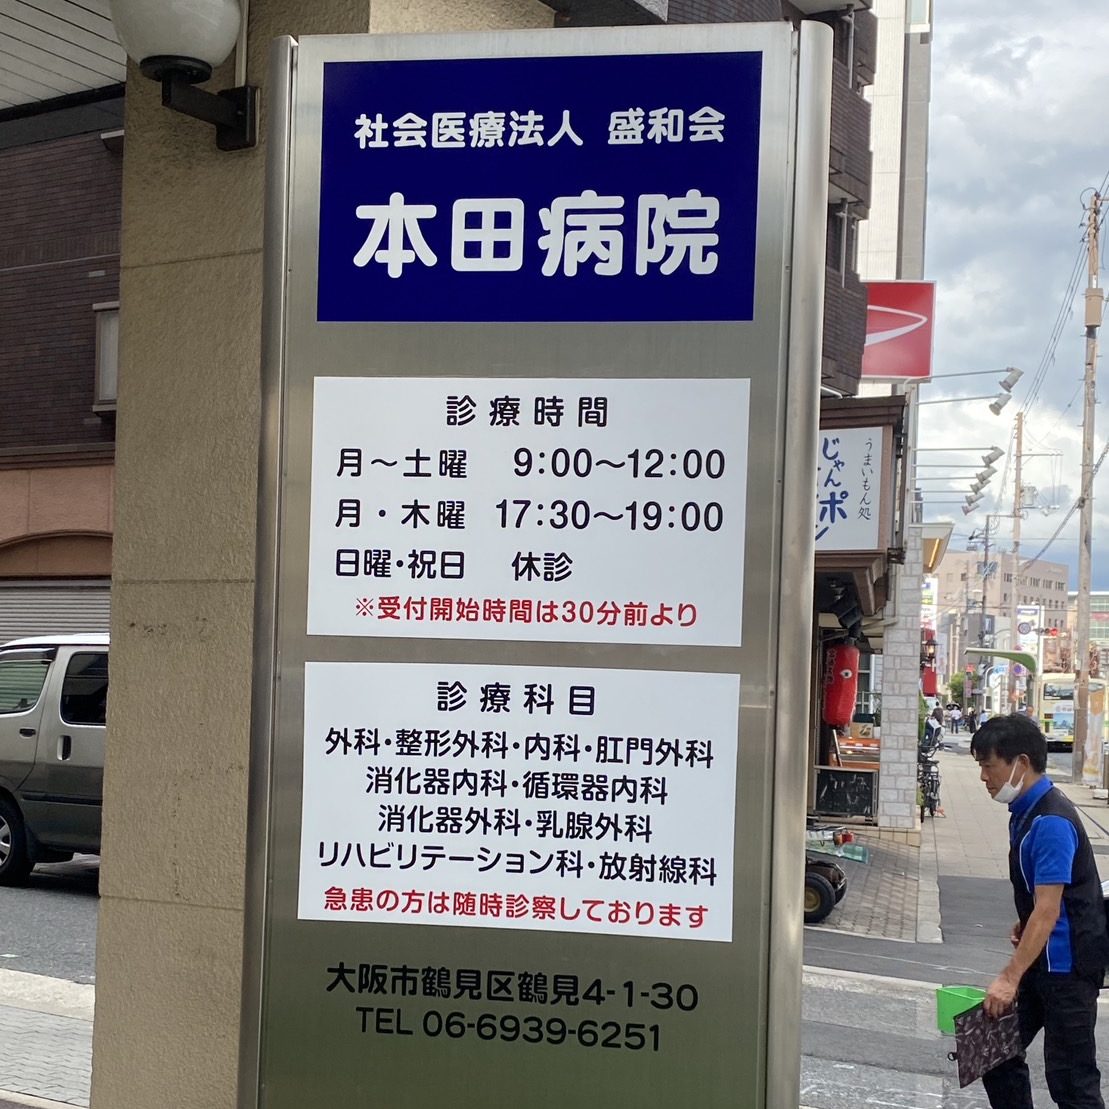 社会医療法人 盛和会
本田病院
診療時間
月～土曜 9:00～12:00
月・木曜 17:30～19:00
日曜・祝日 休診
※受付開始時間は30分前より
診療科目
外科・整形外科・内科・肛門外科
消化器内科・循環器内科
消化器外科・乳腺外科
リハビリテーション科・放射線科
急患の方は随時診察しております
大阪市鶴見区鶴見4-1-30
TEL 06-6939-6251
うまいもん処
じゃん